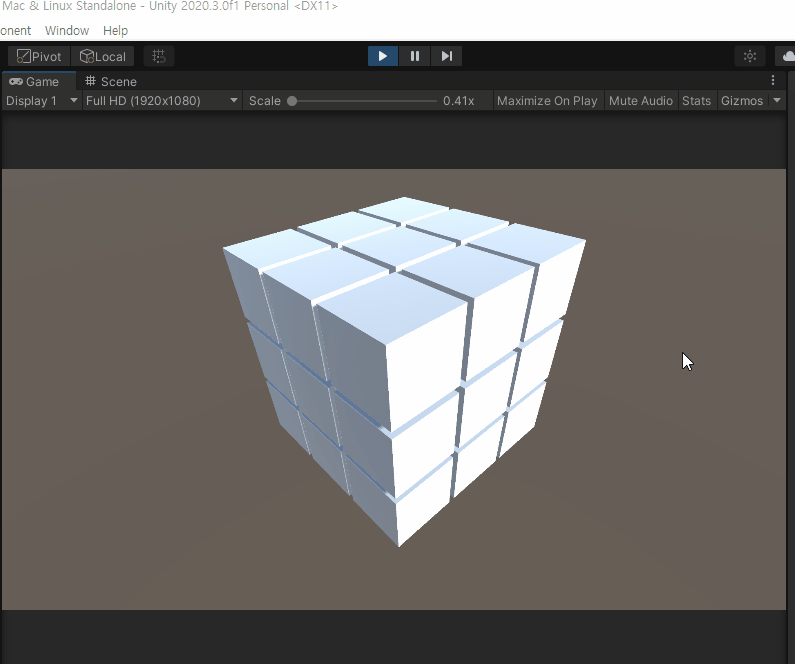 Mac & Linux Standalone - Unity 2020.3.0f1 Personal <DX11>
onent Window Help
Pivot Local
Game Scene
Display 1 Full HD (1920x1080) Scale 0.41x Maximize On Play Mute Audio Stats Gizmos